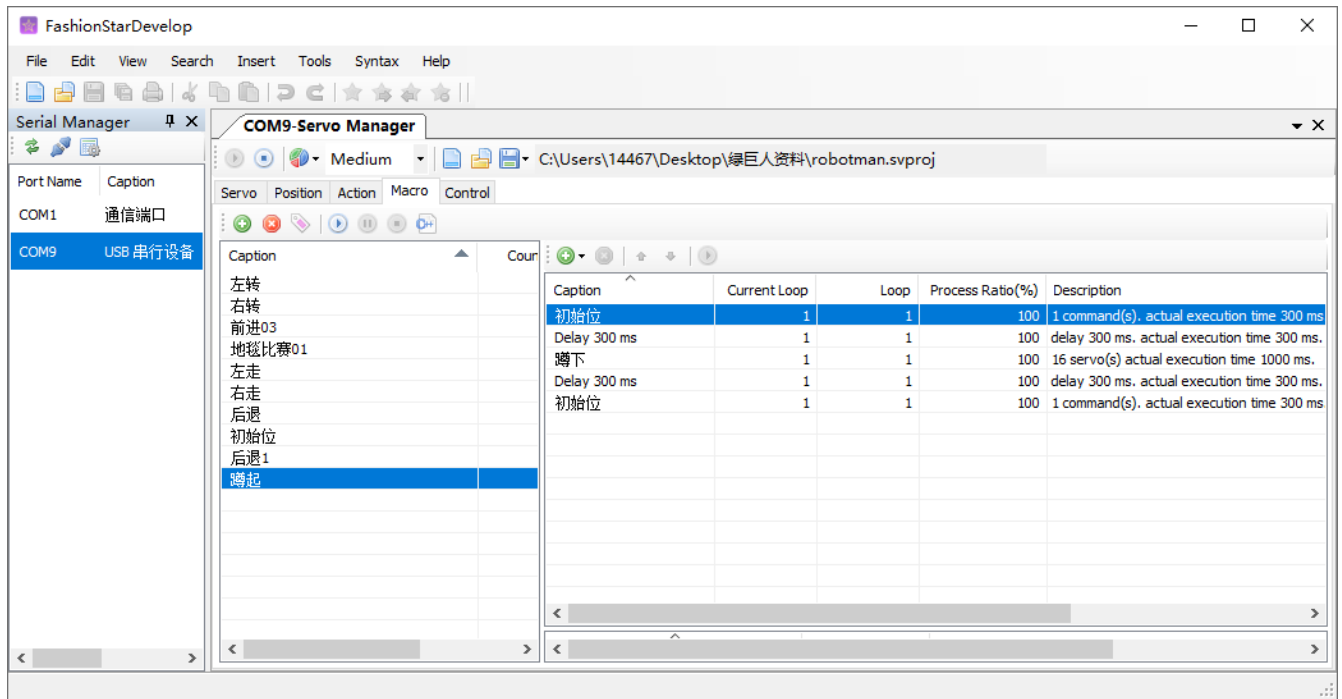 FashionStarDevelop
File Edit View Search Insert Tools Syntax Help
Serial Manager
COM9-Servo Manager
Medium C:\Users\14467\Desktop\绿巨人资料\robotman.svproj
Port Name Caption
COM1 通信端口
COM9 USB 串行设备
Servo Position Action Macro Control
Caption Coun
左转
右转
前进03
地毯比赛01
左走
右走
后退
初始位
后退1
蹲起
Caption Current Loop Loop Process Ratio(%) Description
初始位 1 1 100 1 command(s). actual execution time 300 ms
Delay 300 ms 1 1 100 delay 300 ms. actual execution time 300 ms.
蹲下 1 1 100 16 servo(s) actual execution time 1000 ms.
Delay 300 ms 1 1 100 delay 300 ms. actual execution time 300 ms.
初始位 1 1 100 1 command(s). actual execution time 300 ms